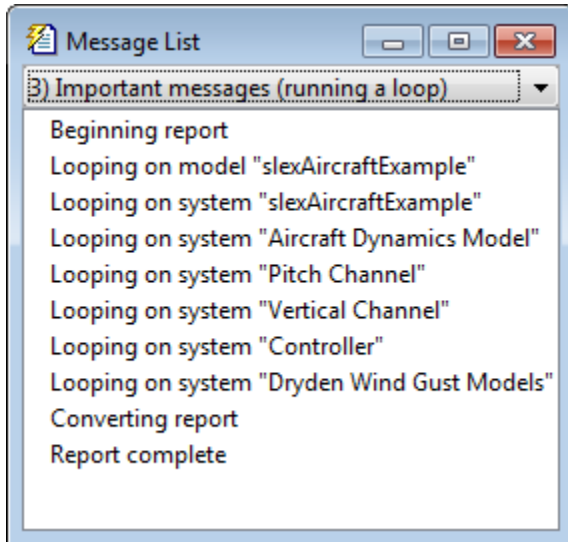 Message List
3) Important messages (running a loop)
Beginning report
Looping on model "slexAircraftExample"
Looping on system "slexAircraftExample"
Looping on system "Aircraft Dynamics Model"
Looping on system "Pitch Channel"
Looping on system "Vertical Channel"
Looping on system "Controller"
Looping on system "Dryden Wind Gust Models"
Converting report
Report complete